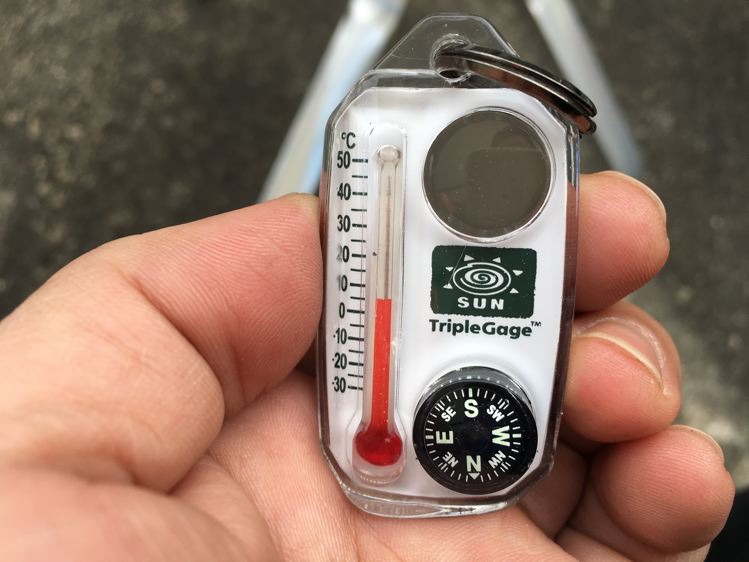 °C
50
40
30
20
10
0
-10
-20
-30
SUN
TripleGage™
S
SE SW
E W
NE NW
N